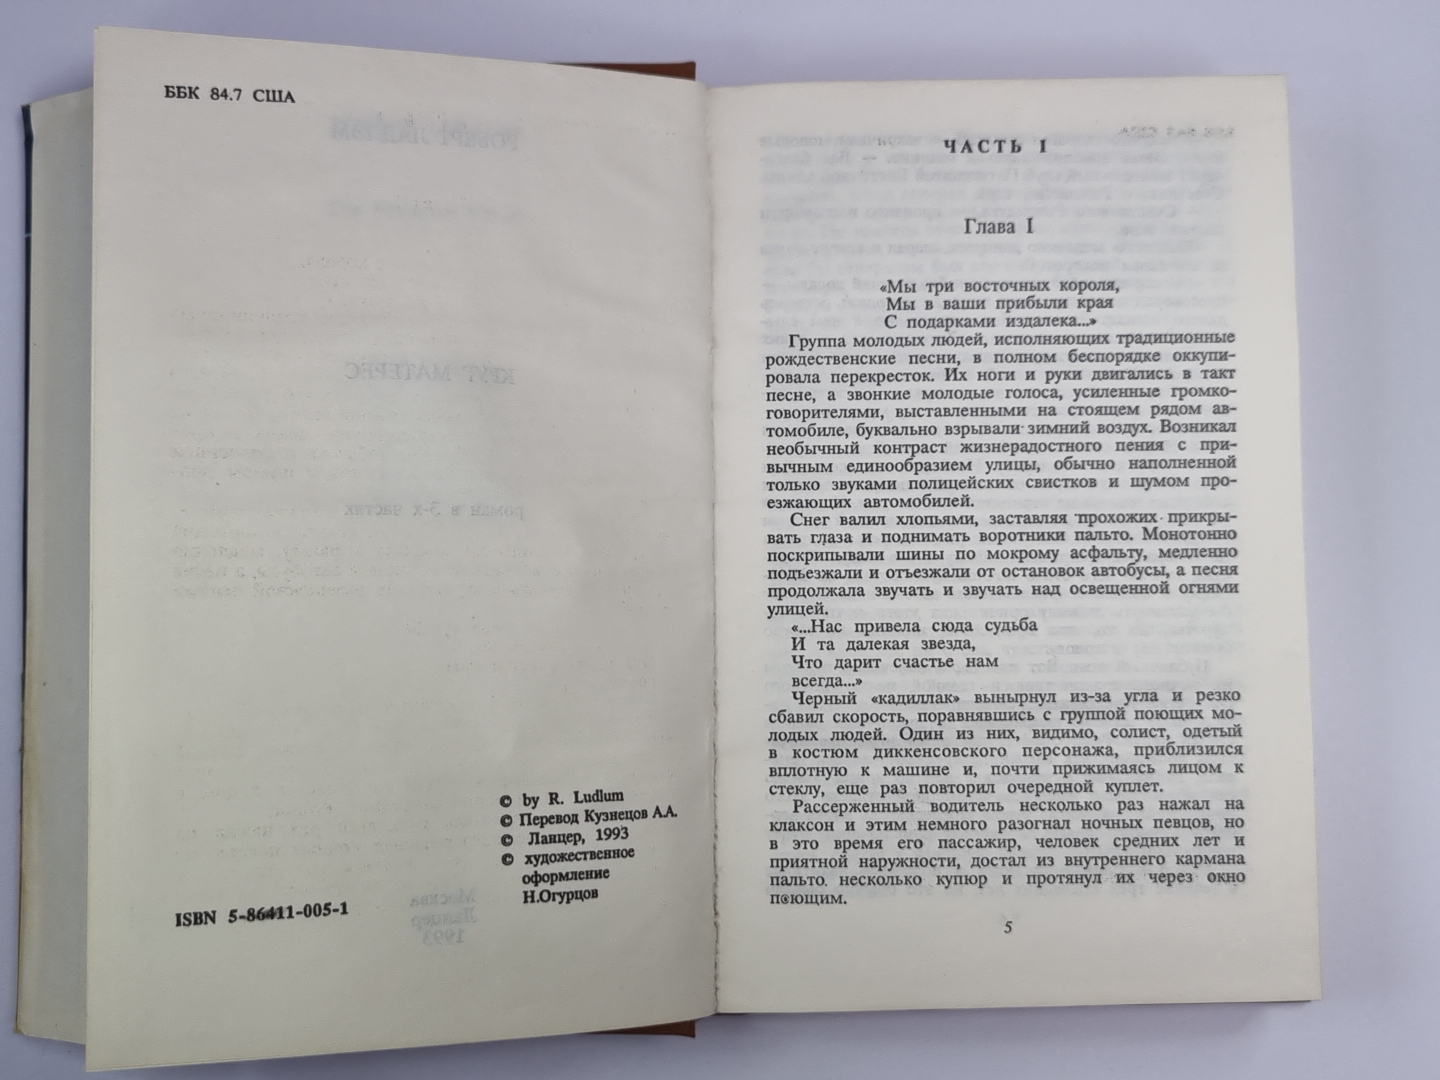 ББК 84.7 США
© by R. Ludlum
© Перевод Кузнецов А.А.
© Ланцер, 1993
© художественное
оформление
Н.Огурцов
ISBN 5-86411-005-1
ЧАСТЬ I
Глава I
«Мы три восточных короля,
Мы в ваши прибыли края
С подарками издалека...»
Группа молодых людей, исполняющих традиционные
рождественские песни, в полном беспорядке оккупи-
ровала перекресток. Их ноги и руки двигались в такт
песне, а звонкие молодые голоса, усиленные громко-
говорителями, выставленными на стоящем рядом ав-
томобиле, буквально взрывали зимний воздух. Возникал
необычный контраст жизнерадостного пения с при-
вычным единообразием улицы, обычно наполненной
только звуками полицейских свистков и шумом про-
езжающих автомобилей.
Снег валил хлопьями, заставляя прохожих прикры-
вать глаза и поднимать воротники пальто. Монотонно
поскрипывали шины по мокрому асфальту, медленно
подъезжали и отъезжали от остановок автобусы, а песня
продолжала звучать и звучать над освещенной огнями
улицей.
«...Нас привела сюда судьба
И та далекая звезда,
Что дарит счастье нам
всегда...»
Черный «кадиллак» вынырнул из-за угла и резко
сбавил скорость, поравнявшись с группой поющих мо-
лодых людей. Один из них, видимо, солист, одетый
в костюм диккенсовского персонажа, приблизился
вплотную к машине и, почти прижимаясь лицом к
стеклу, еще раз повторил очередной куплет.
Рассерженный водитель несколько раз нажал на
клаксон и этим немного разогнал ночных певцов, но
в это время его пассажир, человек средних лет и
приятной наружности, достал из внутреннего кармана
пальто. несколько купюр и протянул их через окно
поющим.
5